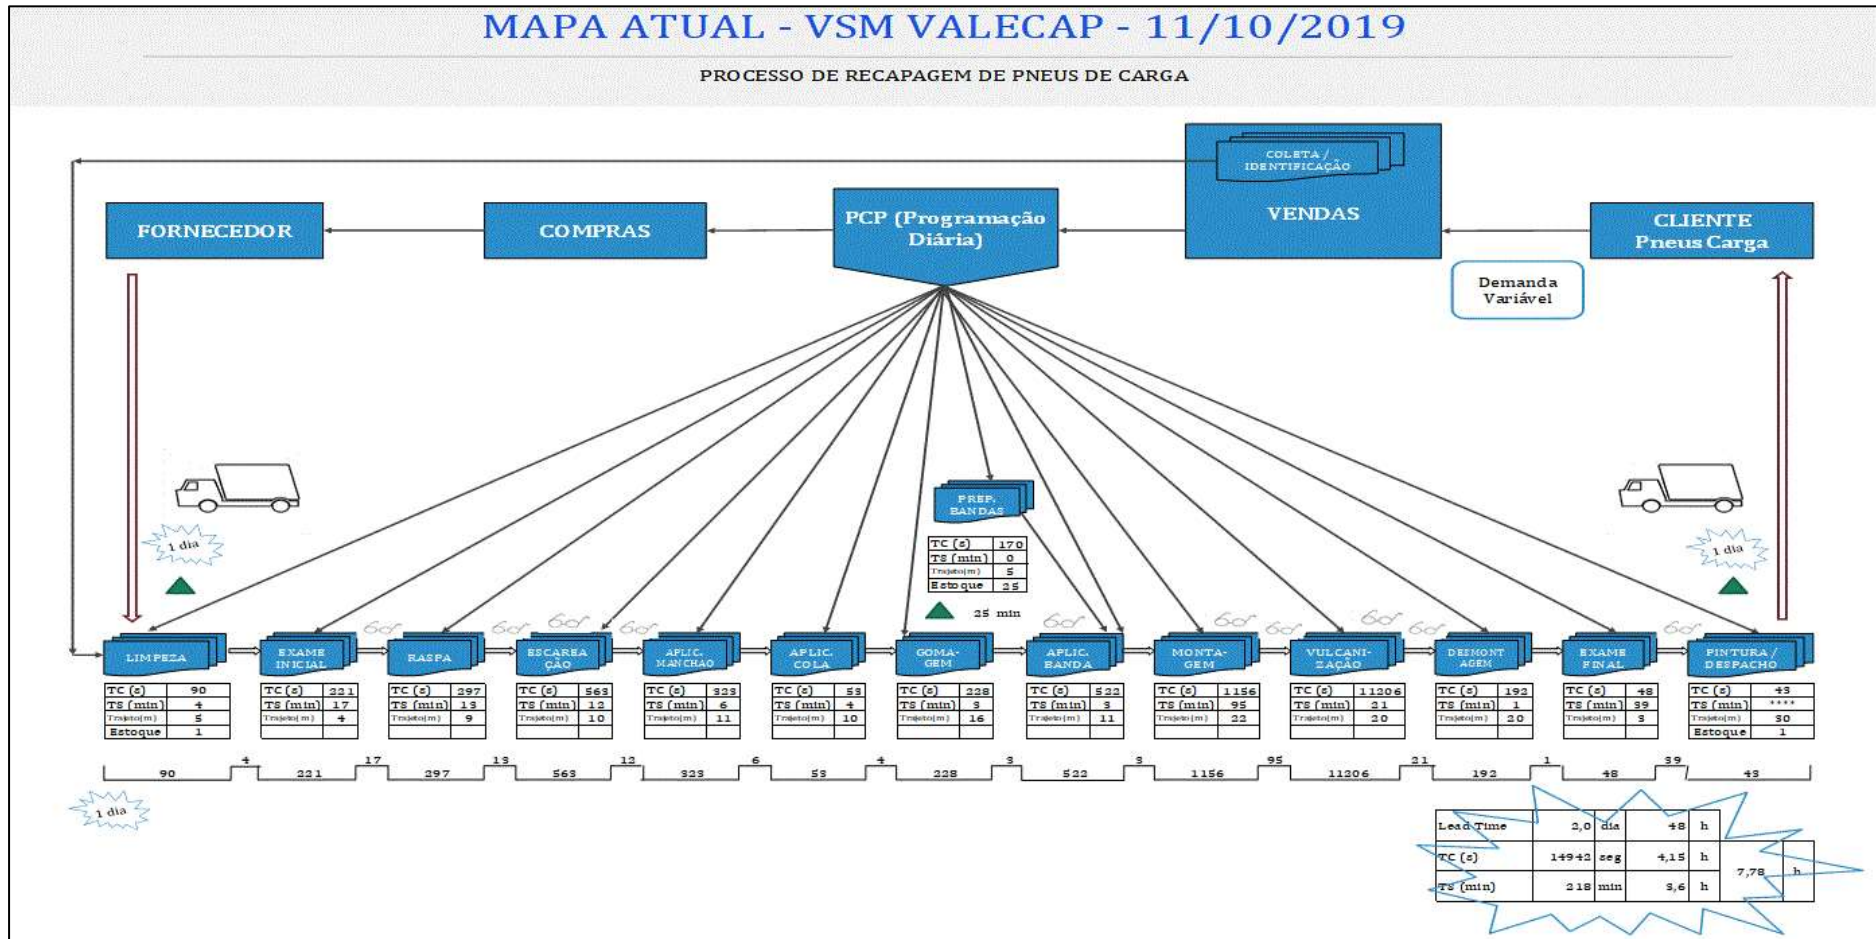 MAPA ATUAL - VSM VALECAP - 11/10/2019
PROCESSO DE RECAPAGEM DE PNEUS DE CARGA
COLETA /
IDENTIFICAÇÃO
VENDAS
FORNECEDOR
COMPRAS
PCP (Programação
Diária)
CLIENTE
Pneus Carga
Demanda
Variável
1 dia
1 dia
PREP.
BANDAS
TC (s) 170
TS (min) 0
Trajeto(m) 5
Estoque 25
25 min
LIMPEZA
TC (s) 90
TS (min) 4
Trajeto(m) 5
Estoque 1
EXAME
INICIAL
TC (s) 221
TS (min) 17
Trajeto(m) 4
RASPA
TC (s) 297
TS (min) 13
Trajeto(m) 9
ESCAREA
ÇÃO
TC (s) 563
TS (min) 12
Trajeto(m) 10
APLIC.
MANCHAO
TC (s) 323
TS (min) 6
Trajeto(m) 11
APLIC.
COLA
TC (s) 53
TS (min) 4
Trajeto(m) 10
GOMA-
GEM
TC (s) 228
TS (min) 3
Trajeto(m) 16
APLIC.
BANDA
TC (s) 522
TS (min) 3
Trajeto(m) 11
MONTA-
GEM
TC (s) 1156
TS (min) 95
Trajeto(m) 22
VULCANI-
ZAÇÃO
TC (s) 11206
TS (min) 21
Trajeto(m) 20
DESMONT
AGEM
TC (s) 192
TS (min) 1
Trajeto(m) 20
EXAME
FINAL
TC (s) 48
TS (min) 39
Trajeto(m) 3
PINTURA /
DESPACHO
TC (s) 43
TS (min) ****
Trajeto(m) 30
Estoque 1
4 17 13 12 6 4 3 3 95 21 1 39
90 221 297 563 323 53 228 522 1156 11206 192 48 43
1 dia
Lead Time 2,0 dia 48 h
TC (s) 14942 seg 4,15 h
7,78 h
TS (min) 218 min 3,6 h